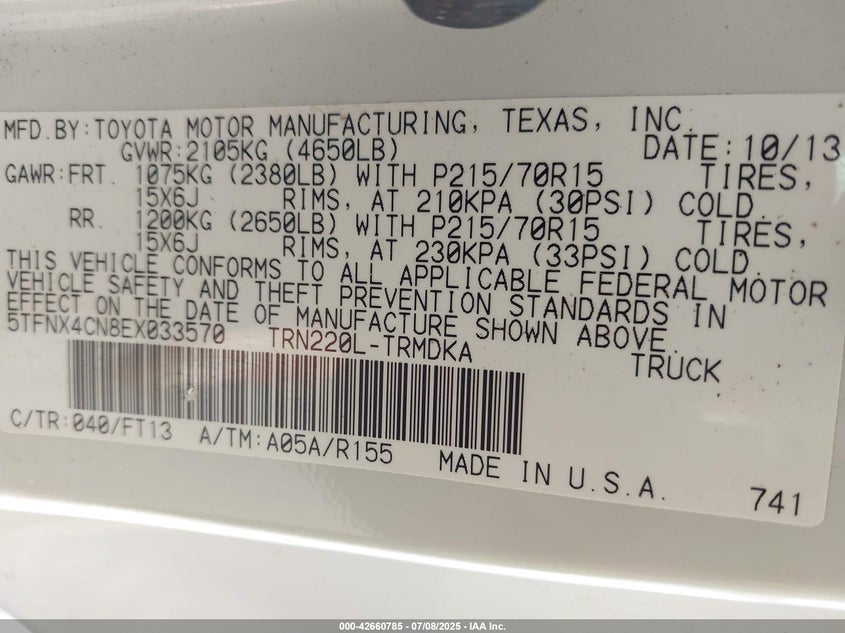 MFD.BY:TOYOTA MOTOR MANUFACTURING, TEXAS, INC.
GVWR:2105KG (4650LB) DATE:10/13
GAWR:FRT. 1075KG (2380LB) WITH P215/70R15 TIRES,
15X6J RIMS, AT 210KPA (30PSI) COLD.
RR. 1200KG (2650LB) WITH P215/70R15 TIRES,
15X6J RIMS, AT 230KPA (33PSI) COLD.
THIS VEHICLE CONFORMS TO ALL APPLICABLE FEDERAL MOTOR
VEHICLE SAFETY AND THEFT PREVENTION STANDARDS IN
EFFECT ON THE DATE OF MANUFACTURE SHOWN ABOVE.
5TFNX4CN8EX033570 TRN220L-TRMDKA TRUCK
C/TR:040/FT13 A/TM:A05A/R155 MADE IN U.S.A.
741
000-42660785 - 07/08/2025 - IAA Inc.